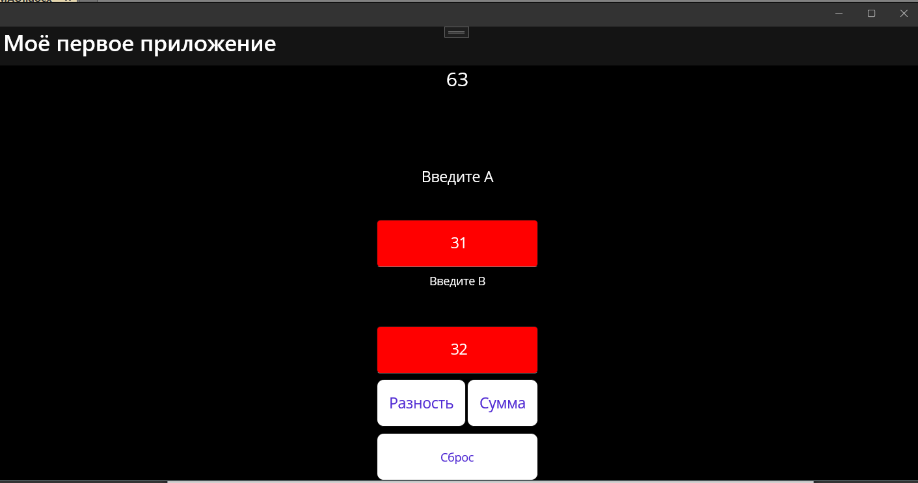 Моё первое приложение
63
Введите A
31
Введите B
32
Разность Сумма
Сброс